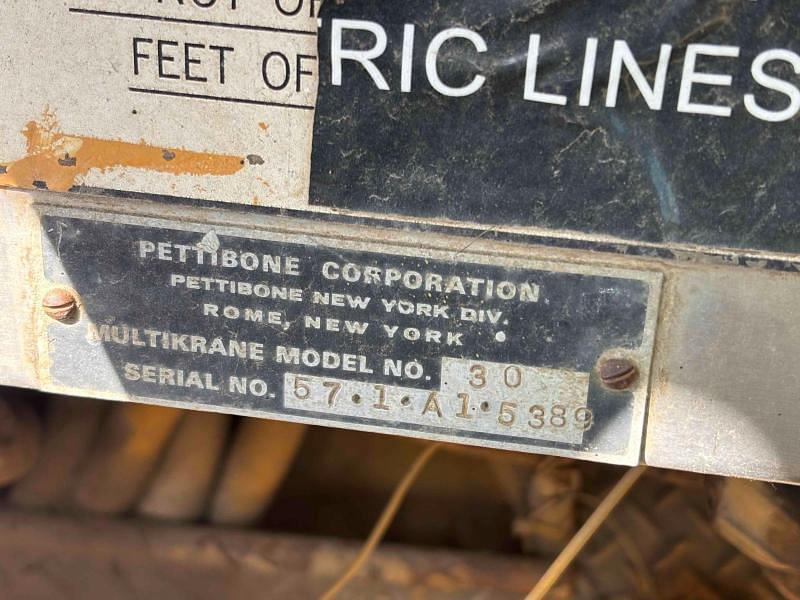 FEET OF
RIC LINES
PETTIBONE CORPORATION
PETTIBONE NEW YORK DIV.
ROME, NEW YORK
MULTIKRANE MODEL NO. 30
SERIAL NO. 57·1·A1·5389